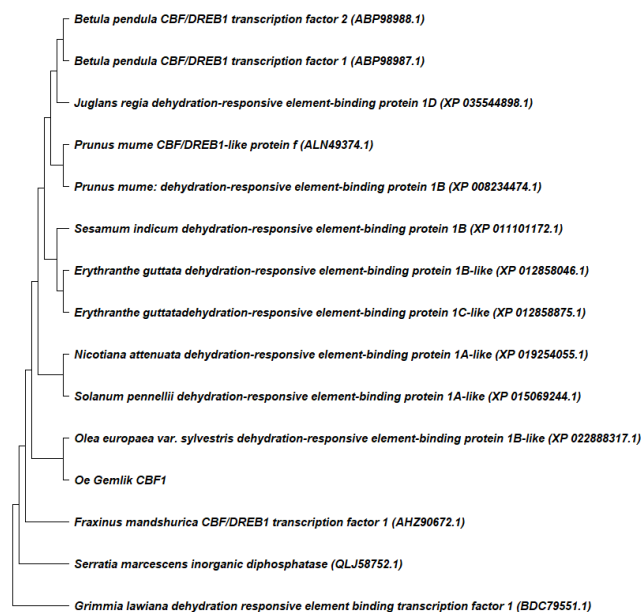 Betula pendula CBF/DREB1 transcription factor 2 (ABP98988.1)
Betula pendula CBF/DREB1 transcription factor 1 (ABP98987.1)
Juglans regia dehydration-responsive element-binding protein 1D (XP 035544898.1)
Prunus mume CBF/DREB1-like protein f (ALN49374.1)
Prunus mume: dehydration-responsive element-binding protein 1B (XP 008234474.1)
Sesamum indicum dehydration-responsive element-binding protein 1B (XP 011101172.1)
Erythranthe guttata dehydration-responsive element-binding protein 1B-like (XP 012858046.1)
Erythranthe guttatadehydration-responsive element-binding protein 1C-like (XP 012858875.1)
Nicotiana attenuata dehydration-responsive element-binding protein 1A-like (XP 019254055.1)
Solanum pennellii dehydration-responsive element-binding protein 1A-like (XP 015069244.1)
Olea europaea var. sylvestris dehydration-responsive element-binding protein 1B-like (XP 022888317.1)
Oe Gemlik CBF1
Fraxinus mandshurica CBF/DREB1 transcription factor 1 (AHZ90672.1)
Serratia marcescens inorganic diphosphatase (QLJ58752.1)
Grimmia lawiana dehydration responsive element binding transcription factor 1 (BDC79551.1)